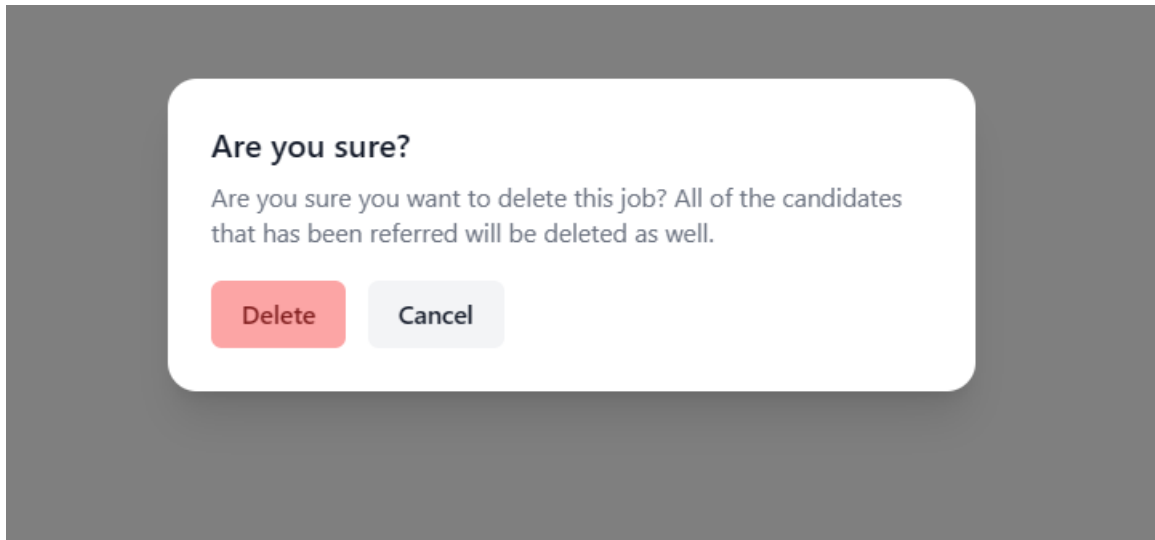 Are you sure?
Are you sure you want to delete this job? All of the candidates
that has been referred will be deleted as well.
Delete
Cancel